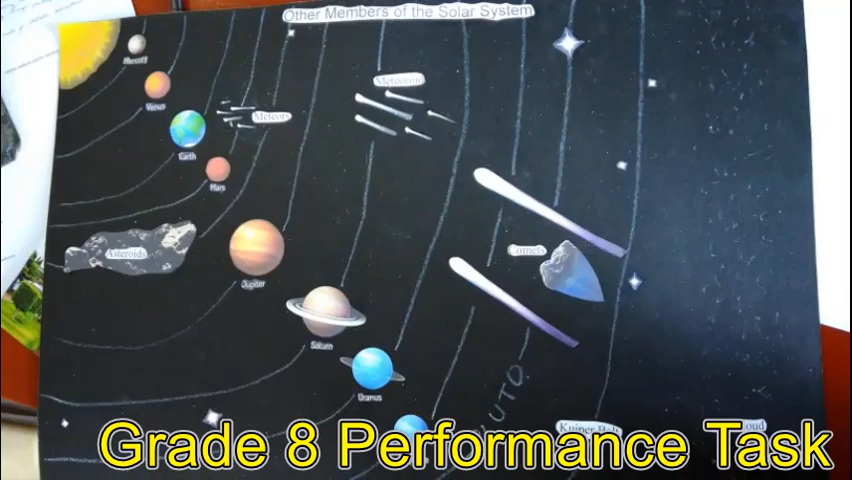 Other Members of the Solar System
Mercury
Venus
Earth
Mars
Meteors
Meteoroid
Asteroids
Jupiter
Saturn
Uranus
Comets
PLUTO
Kuiper Belt
Grade 8 Performance Task